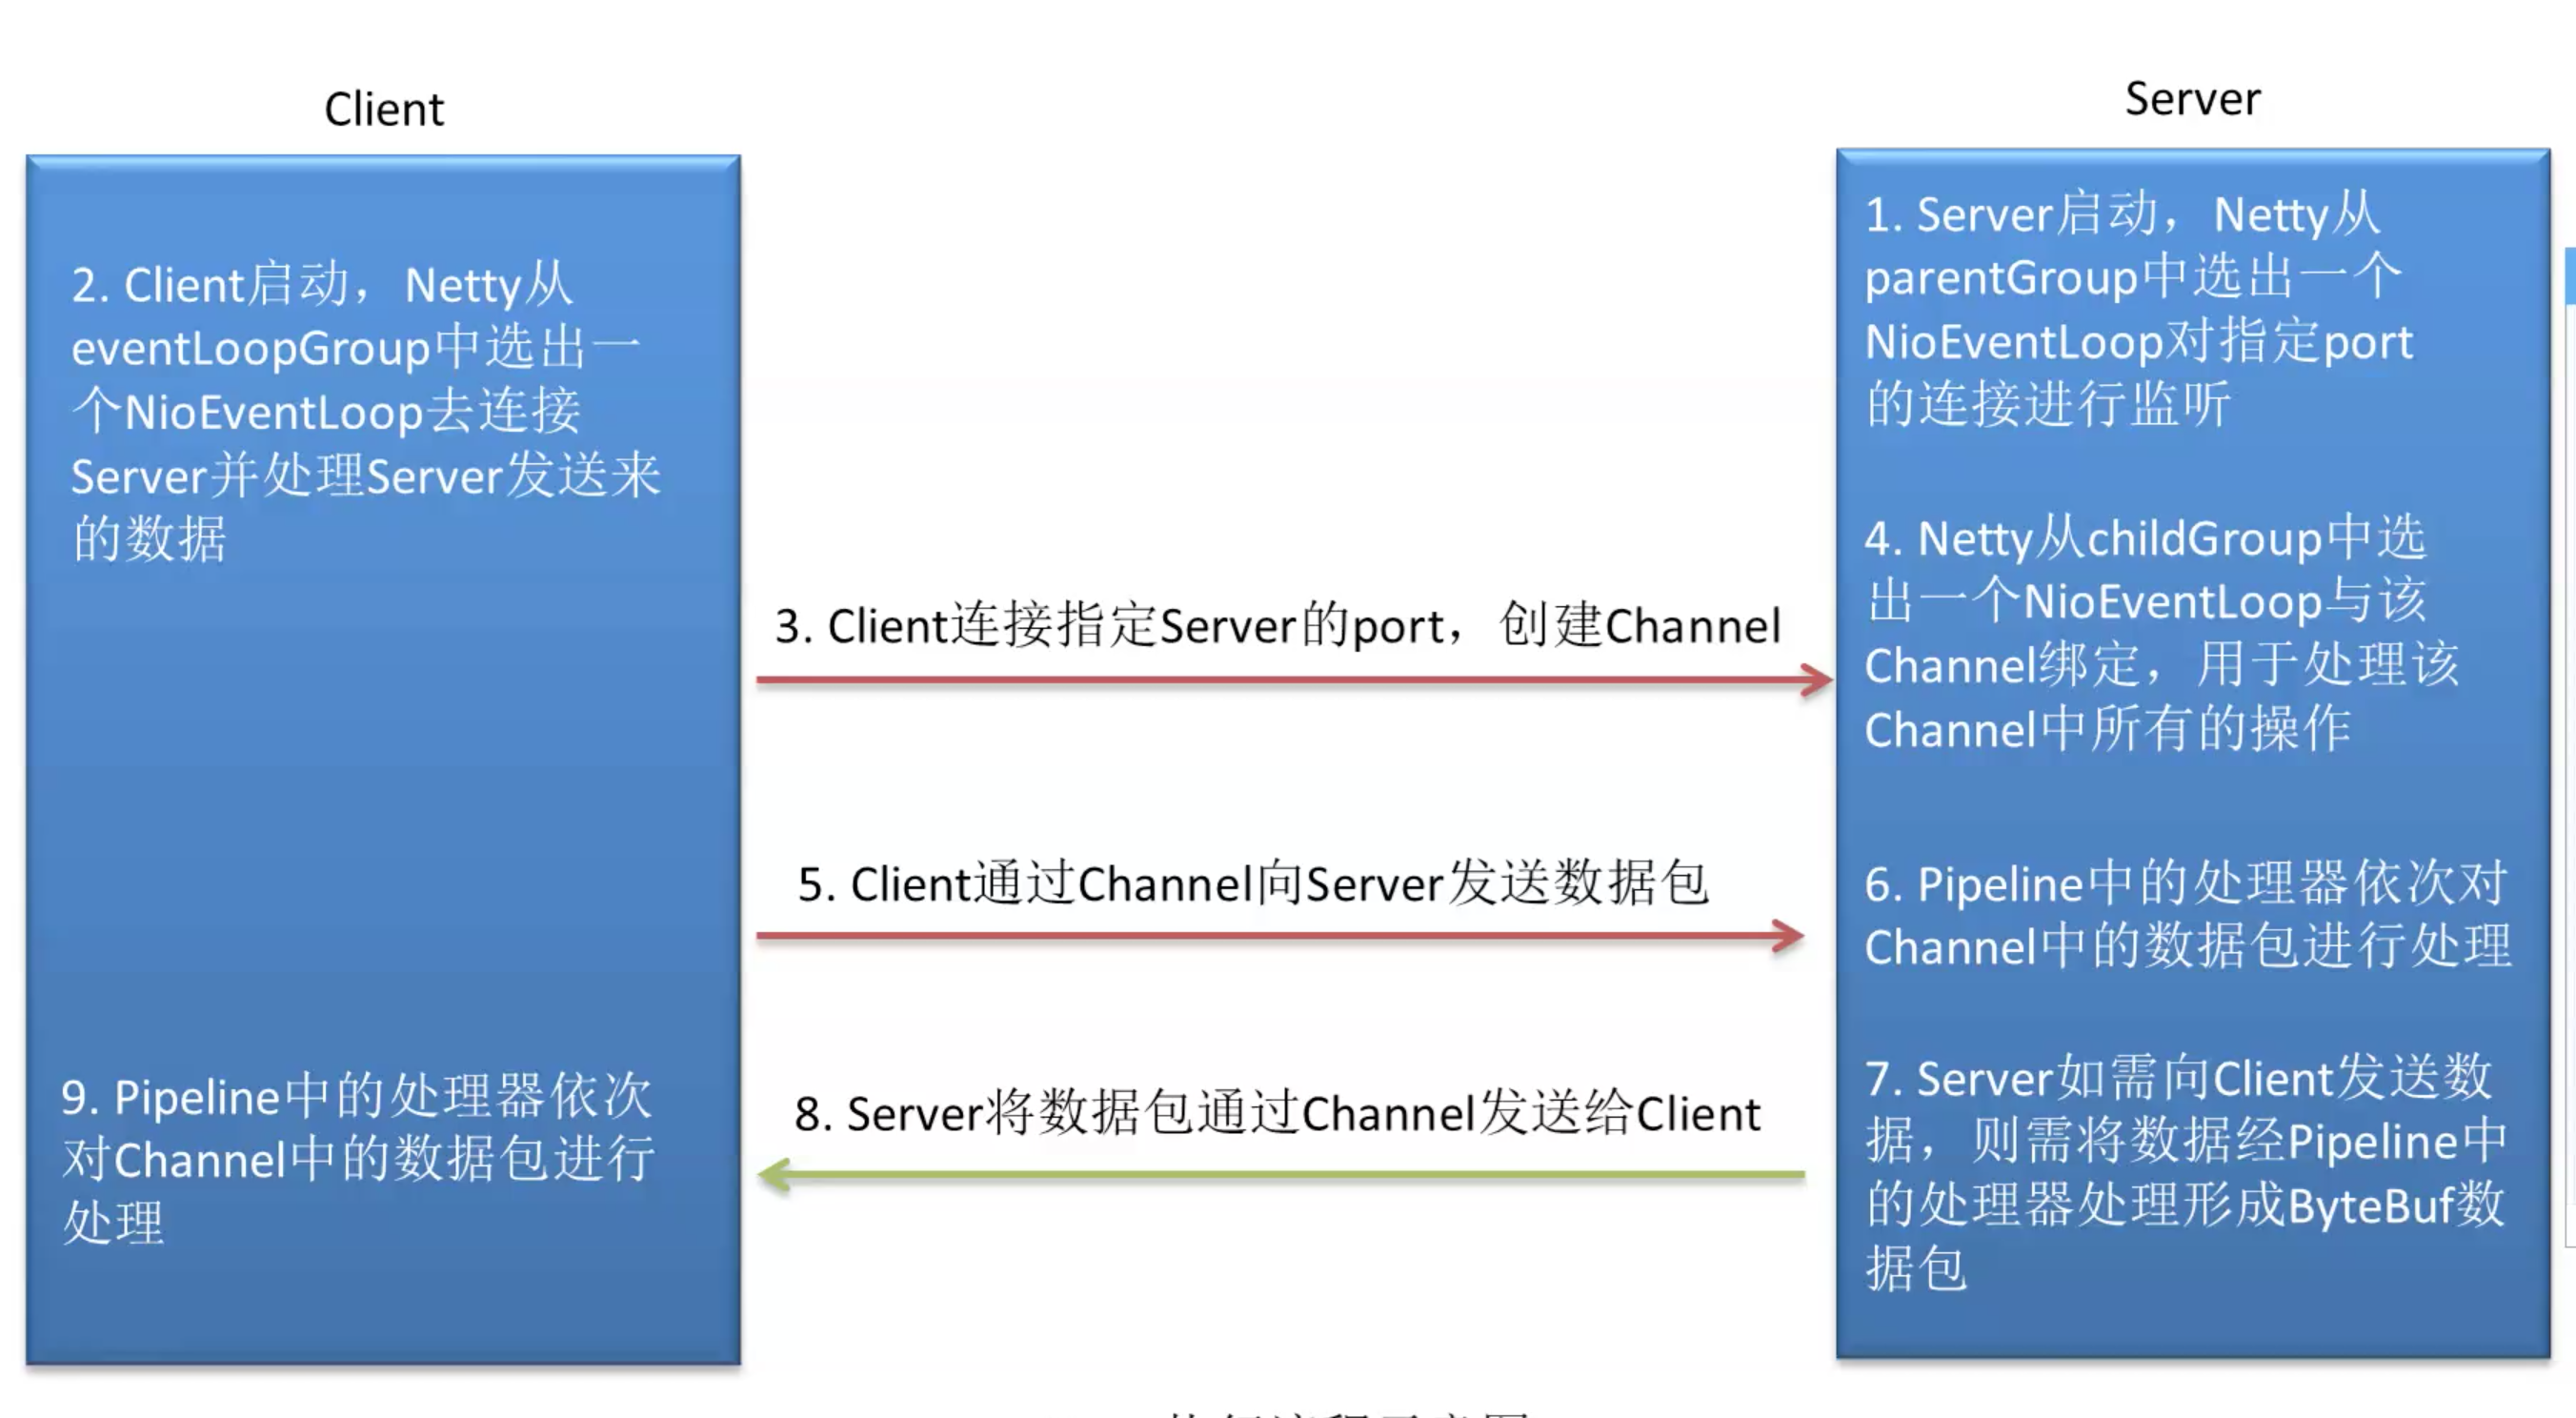 Client
Server
1. Server启动，Netty从
parentGroup中选出一个
NioEventLoop对指定port
的连接进行监听
2. Client启动，Netty从
eventLoopGroup中选出一
个NioEventLoop去连接
Server并处理Server发送来
的数据
3. Client连接指定Server的port，创建Channel
4. Netty从childGroup中选
出一个NioEventLoop与该
Channel绑定，用于处理该
Channel中所有的操作
5. Client通过Channel向Server发送数据包
6. Pipeline中的处理器依次对
Channel中的数据包进行处理
7. Server如需向Client发送数
据，则需将数据经Pipeline中
的处理器处理形成ByteBuf数
据包
8. Server将数据包通过Channel发送给Client
9. Pipeline中的处理器依次
对Channel中的数据包进行
处理